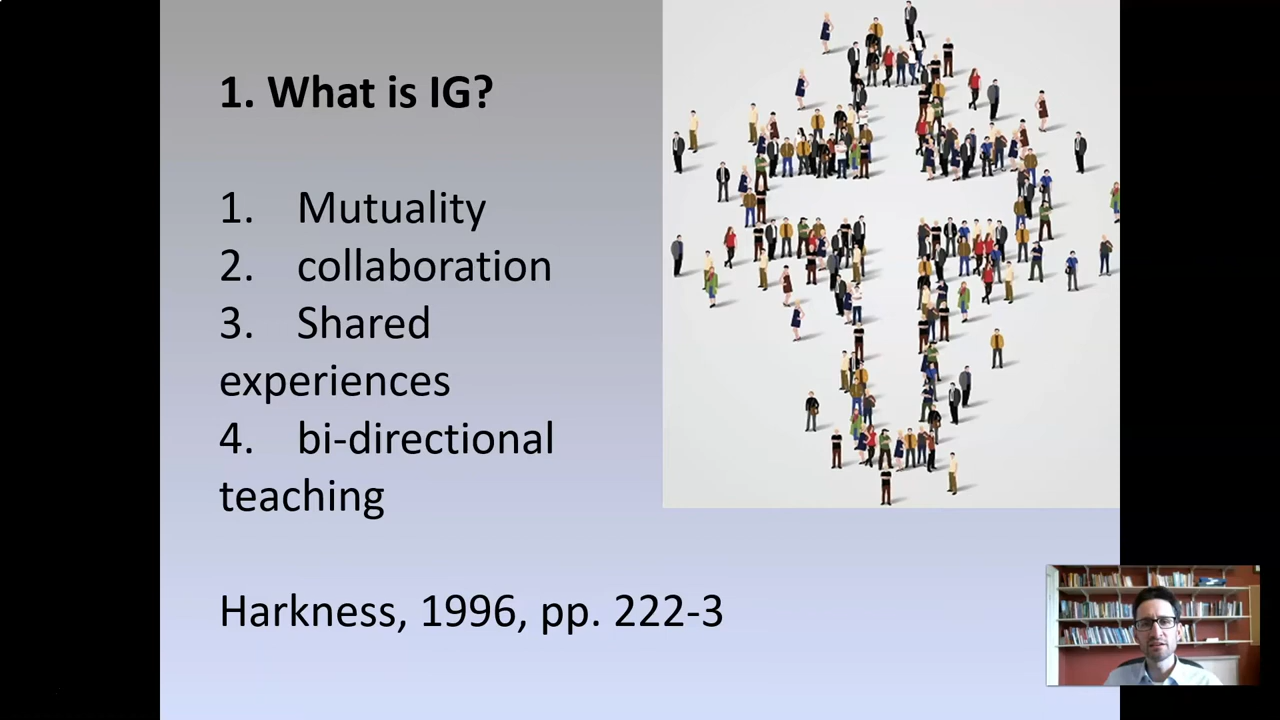 1. What is IG?
1. Mutuality
2. collaboration
3. Shared
experiences
4. bi-directional
teaching
Harkness, 1996, pp. 222-3